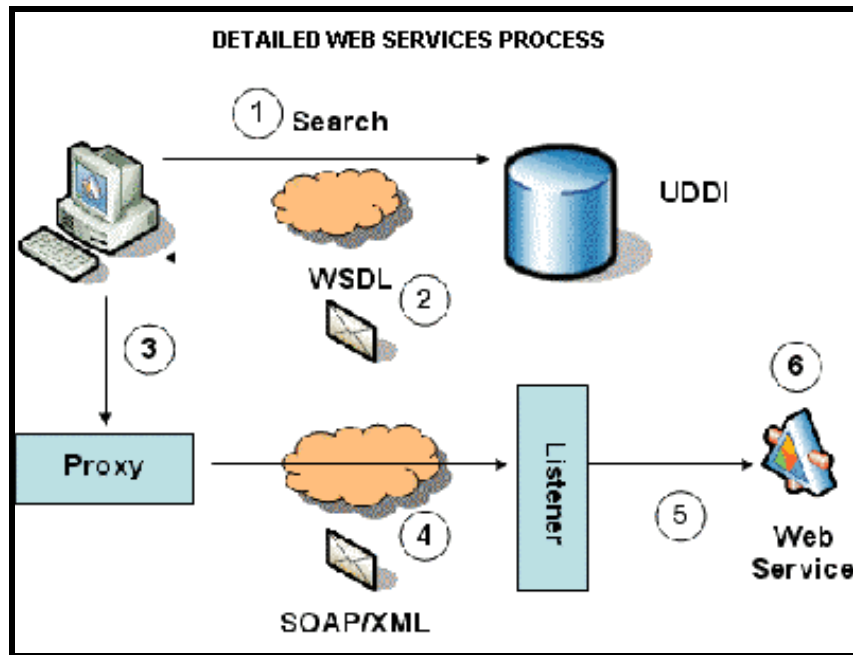 DETAILED WEB SERVICES PROCESS
1 Search
UDDI
WSDL 2
3
6
Proxy
Listener
4
5
Web
Service
SOAP/XML